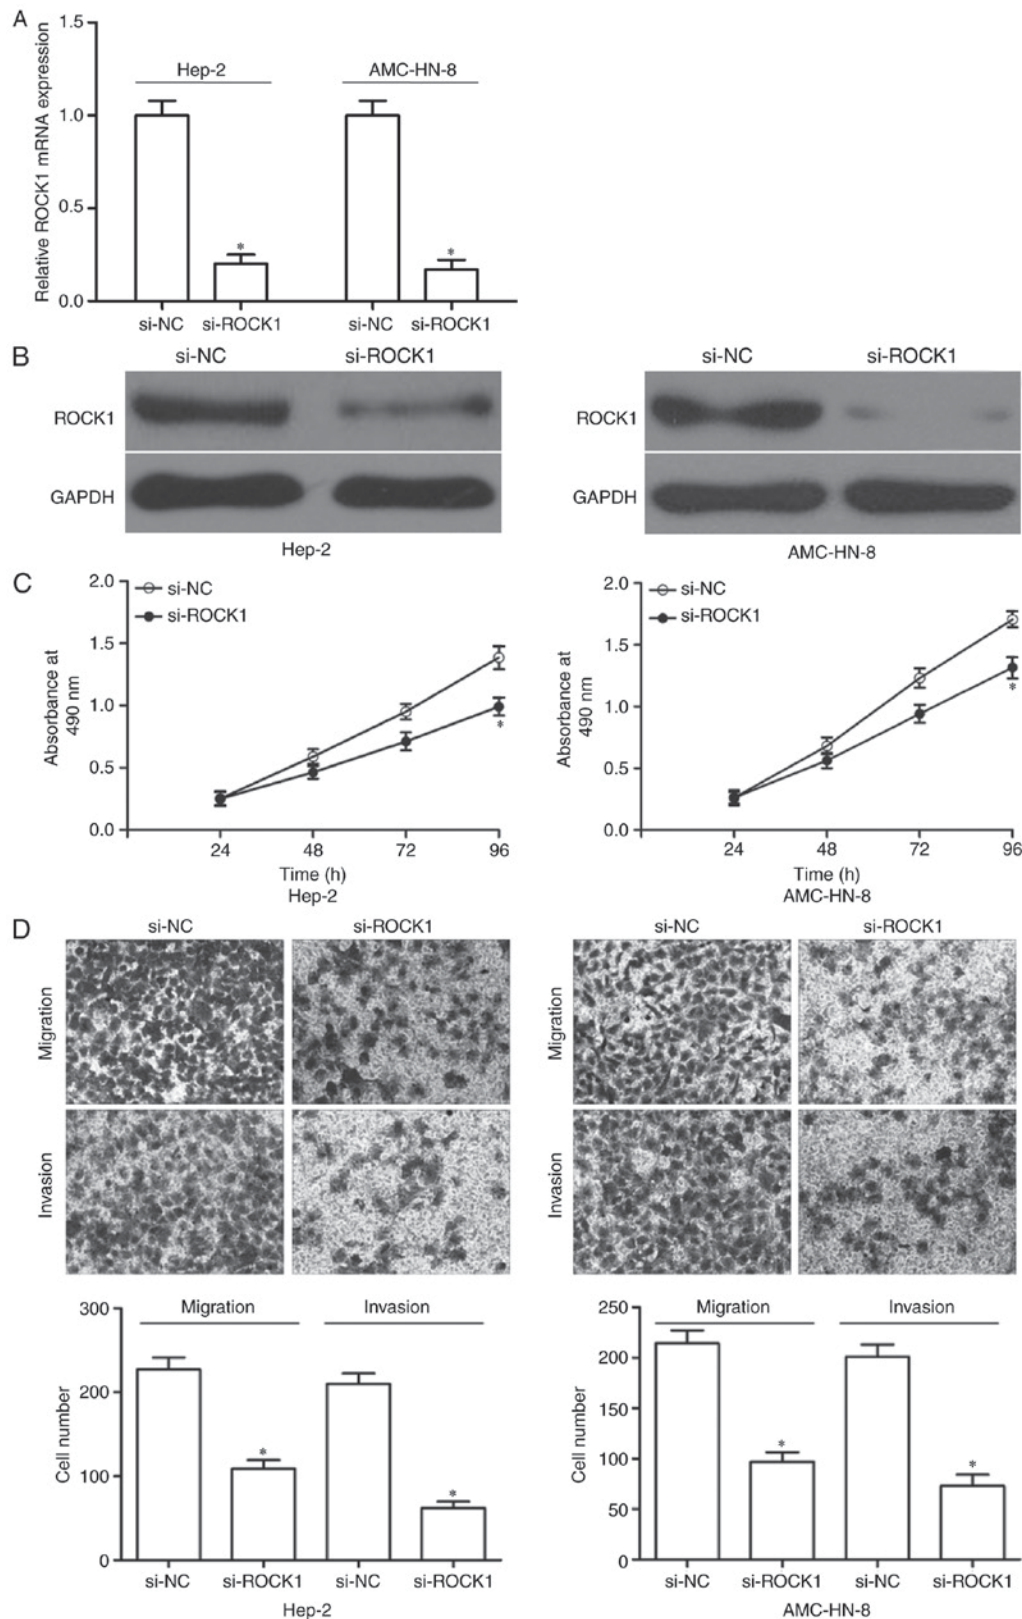 A
1.5
1.0
0.5
0.0
Relative ROCK1 mRNA expression
Hep-2
AMC-HN-8
*
*
si-NC si-ROCK1 si-NC si-ROCK1
B
si-NC si-ROCK1 si-NC si-ROCK1
ROCK1 ROCK1
GAPDH GAPDH
Hep-2 AMC-HN-8
C
2.0
1.5
1.0
0.5
0.0
Absorbance at
490 nm
si-NC
si-ROCK1
*
24 48 72 96
Time (h)
Hep-2
2.0
1.5
1.0
0.5
0.0
Absorbance at
490 nm
si-NC
si-ROCK1
*
24 48 72 96
Time (h)
AMC-HN-8
D
si-NC si-ROCK1 si-NC si-ROCK1
Migration Migration
Invasion Invasion
300
200
100
0
Cell number
Migration Invasion
*
*
si-NC si-ROCK1 si-NC si-ROCK1
Hep-2
250
200
150
100
50
0
Cell number
Migration Invasion
*
*
si-NC si-ROCK1 si-NC si-ROCK1
AMC-HN-8